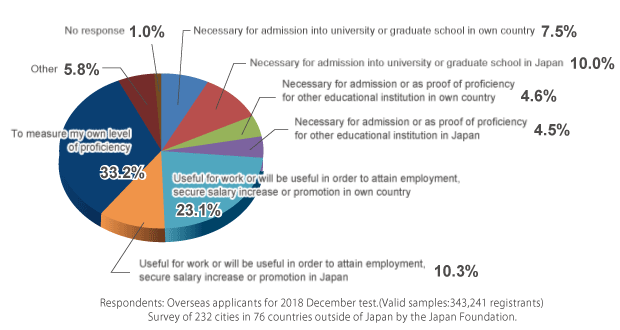 No response 1.0%
Necessary for admission into university or graduate school in own country 7.5%
Other 5.8%
Necessary for admission into university or graduate school in Japan 10.0%
Necessary for admission or as proof of proficiency
for other educational institution in own country 4.6%
Necessary for admission or as proof of proficiency
for other educational institution in Japan 4.5%
To measure my own level
of proficiency
33.2%
Useful for work or will be useful in order to attain employment,
secure salary increase or promotion in own country
23.1%
Useful for work or will be useful in order to attain employment,
secure salary increase or promotion in Japan 10.3%
Respondents: Overseas applicants for 2018 December test.(Valid samples:343,241 registrants)
Survey of 232 cities in 76 countries outside of Japan by the Japan Foundation.